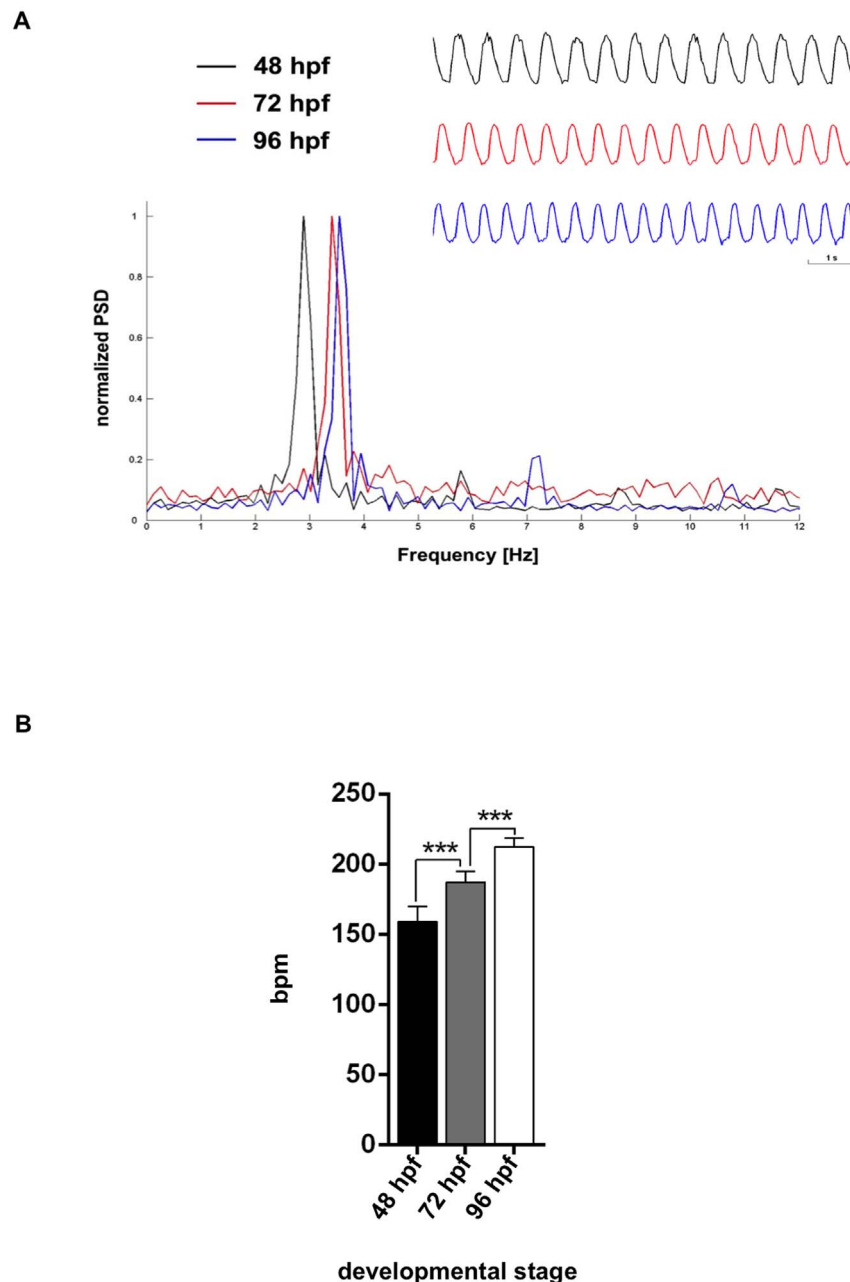 A
48 hpf
72 hpf
96 hpf
1 s
1
0.8
0.6
0.4
0.2
0
normalized PSD
0 1 2 3 4 5 6 7 8 9 10 11 12
Frequency [Hz]
B
250
200
150
100
50
0
bpm
*** ***
48 hpf 72 hpf 96 hpf
developmental stage